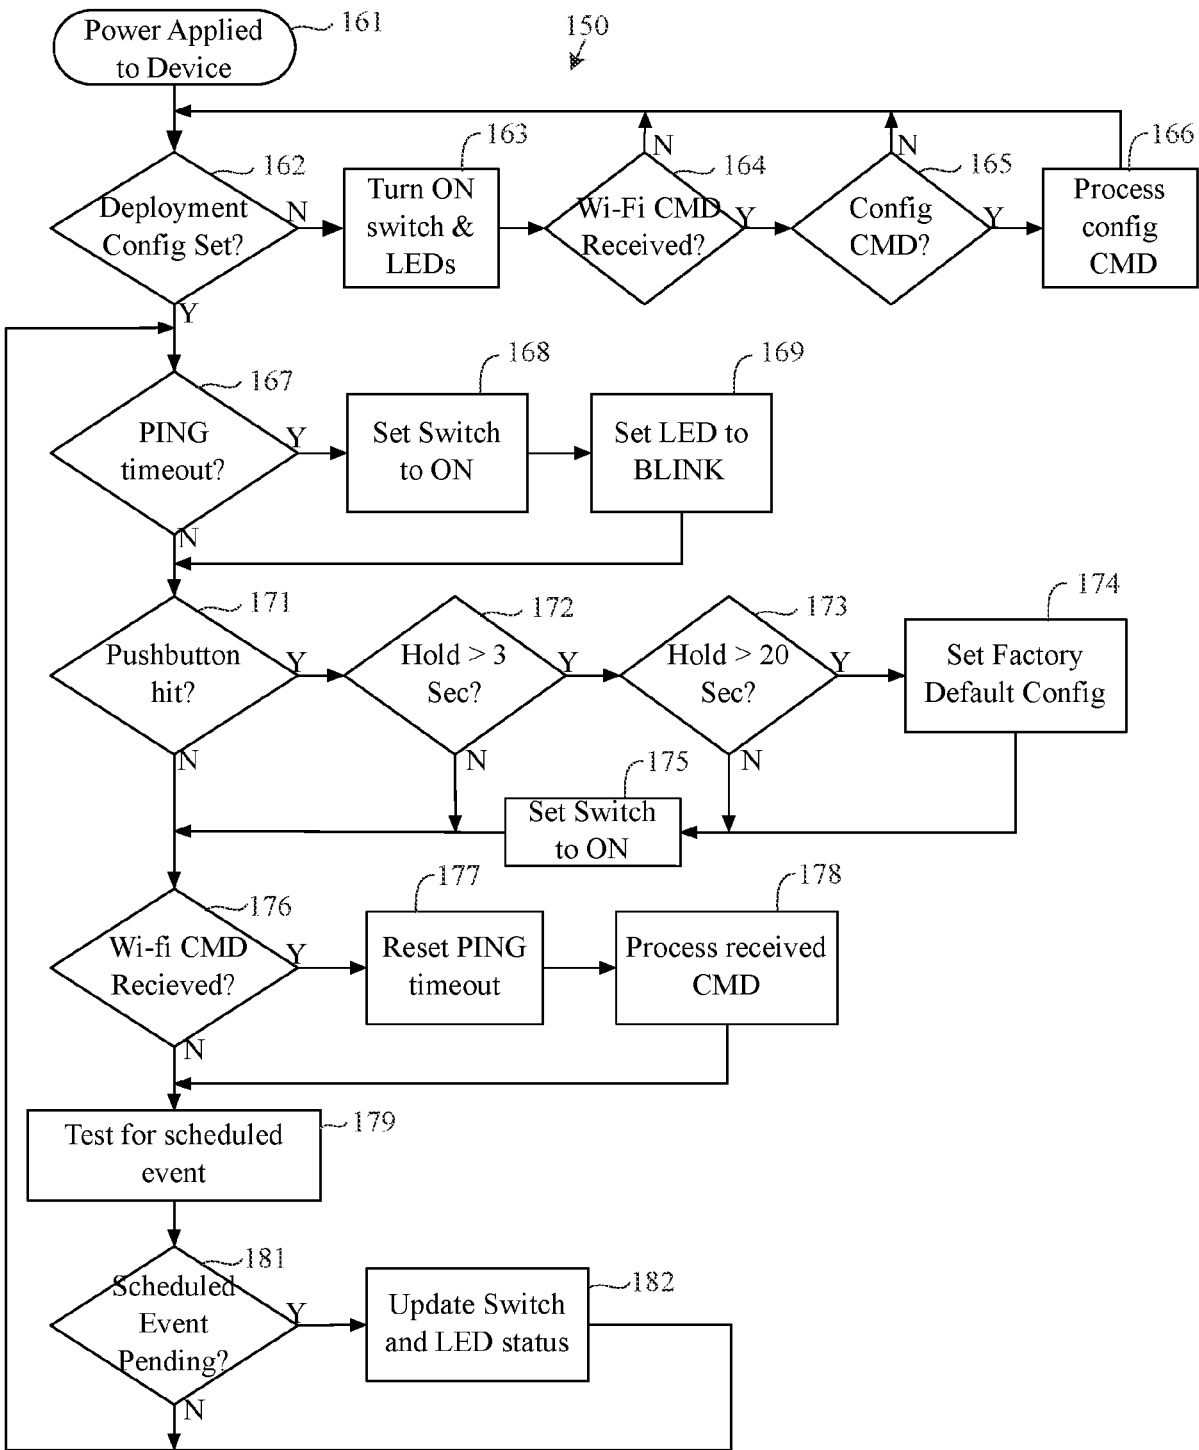 Power Applied
to Device
161
150
162
Deployment
Config Set?
N
Y
163
Turn ON
switch &
LEDs
164
N
Wi-Fi CMD
Received?
Y
165
N
Config
CMD?
Y
166
Process
config
CMD
167
PING
timeout?
Y
N
168
Set Switch
to ON
169
Set LED to
BLINK
171
Pushbutton
hit?
Y
N
172
Hold > 3
Sec?
Y
N
173
Hold > 20
Sec?
Y
N
174
Set Factory
Default Config
175
Set Switch
to ON
176
Wi-fi CMD
Recieved?
Y
N
177
Reset PING
timeout
178
Process received
CMD
179
Test for scheduled
event
181
Scheduled
Event
Pending?
Y
N
182
Update Switch
and LED status